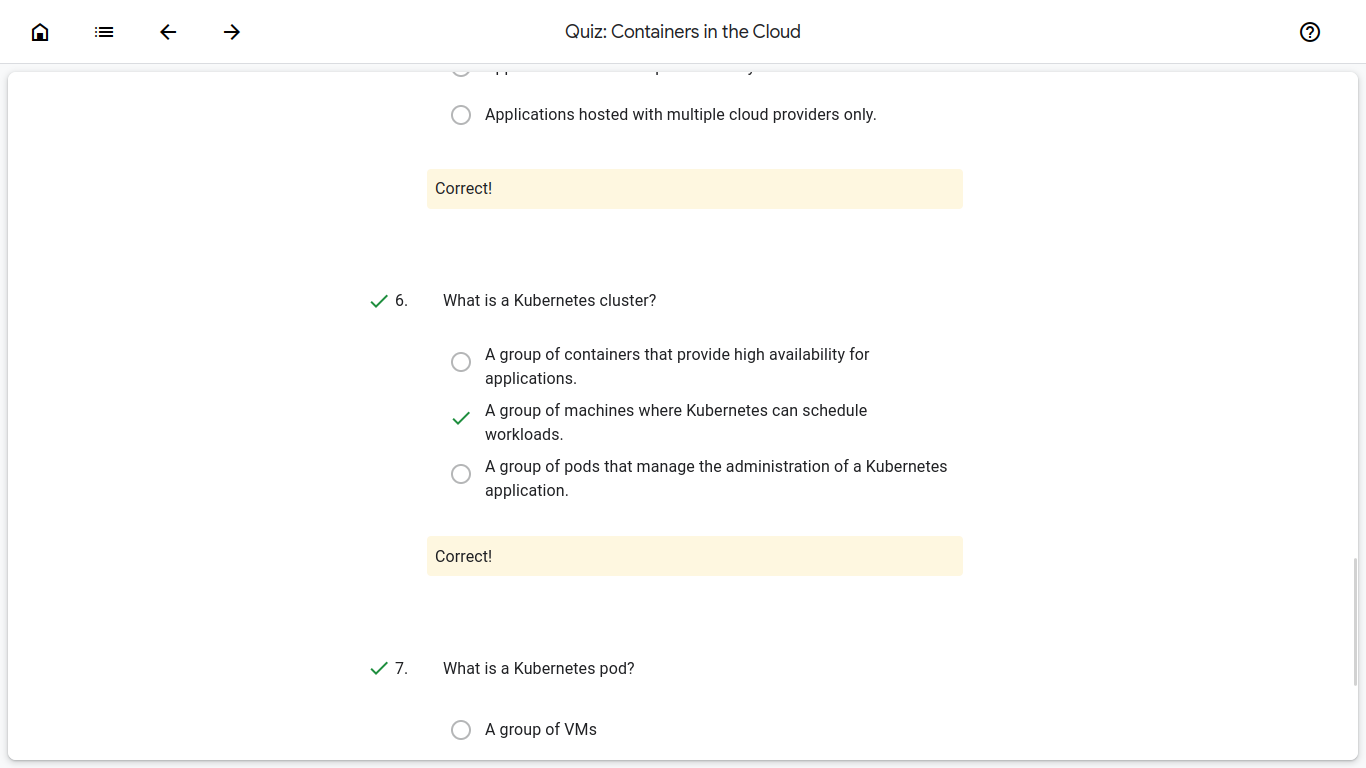 Quiz: Containers in the Cloud
Applications hosted with multiple cloud providers only.
Correct!
6. What is a Kubernetes cluster?
A group of containers that provide high availability for
applications.
A group of machines where Kubernetes can schedule
workloads.
A group of pods that manage the administration of a Kubernetes
application.
Correct!
7. What is a Kubernetes pod?
A group of VMs